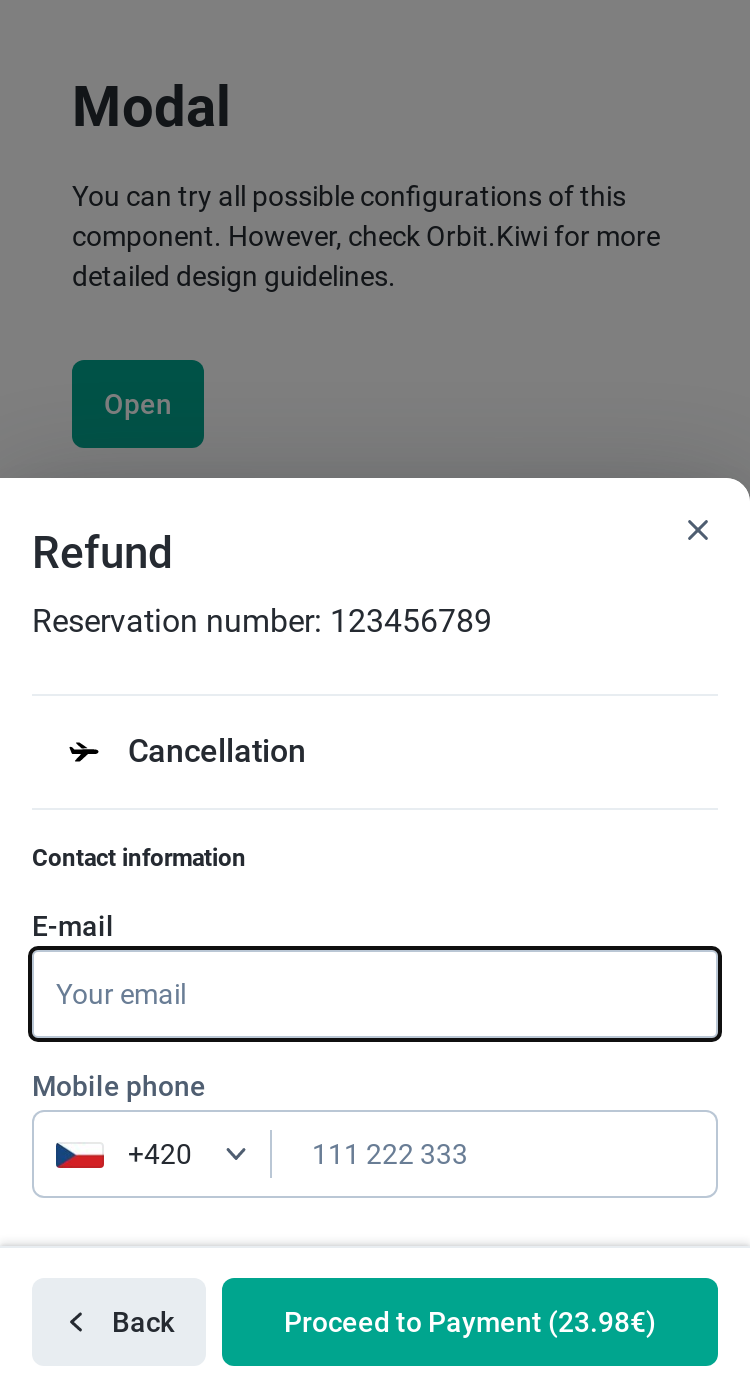 Modal
You can try all possible configurations of this
component. However, check Orbit.Kiwi for more
detailed design guidelines.
Open
Refund
Reservation number: 123456789
Cancellation
Contact information
E-mail
Your email
Mobile phone
+420 111 222 333
Back Proceed to Payment (23.98€)